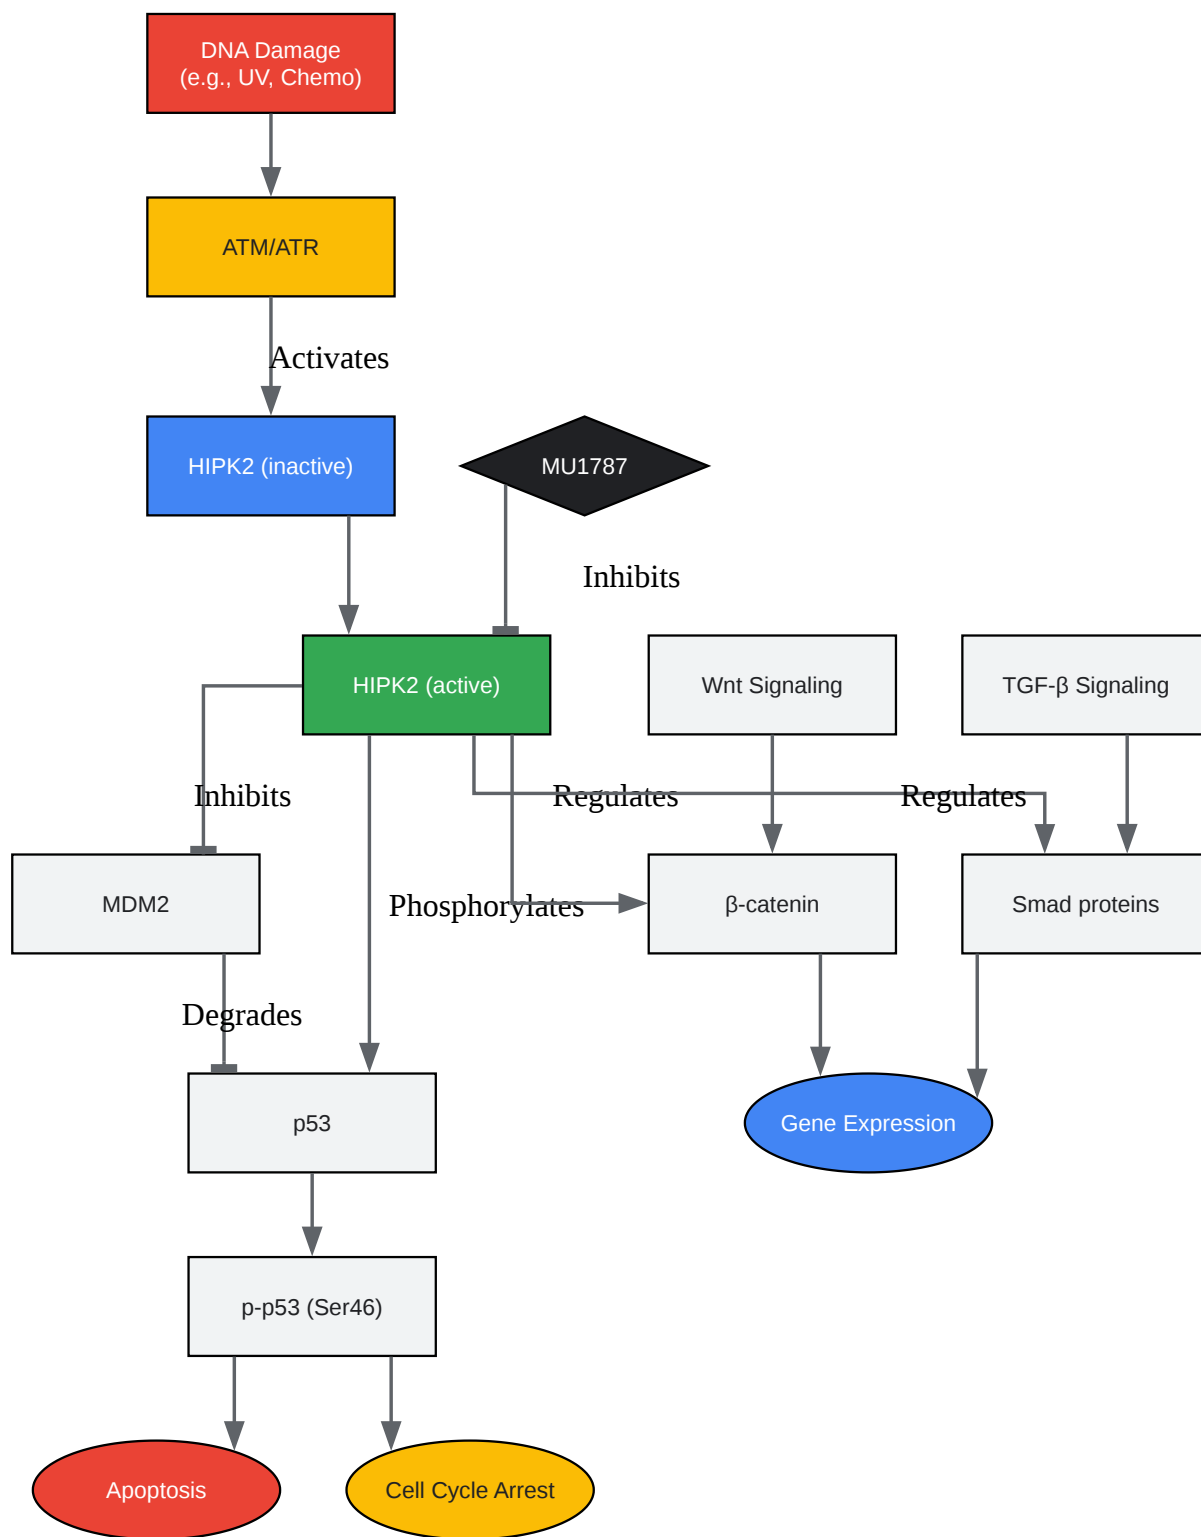 DNA Damage
(e.g., UV, Chemo)
ATM/ATR
Activates
HIPK2 (inactive)
MU1787
Inhibits
HIPK2 (active)
Wnt Signaling
TGF-β Signaling
Inhibits
Regulates
Regulates
MDM2
Phosphorylates
β-catenin
Smad proteins
Degrades
p53
Gene Expression
p-p53 (Ser46)
Apoptosis
Cell Cycle Arrest